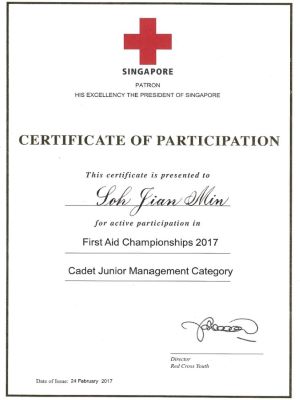 SINGAPORE
PATRON
HIS EXCELLENCY THE PRESIDENT OF SINGAPORE
CERTIFICATE OF PARTICIPATION
This certificate is presented to
Soh Jian Min
for active participation in
First Aid Championships 2017
Cadet Junior Management Category
Director
Red Cross Youth
Date of Issue: 24 February 2017